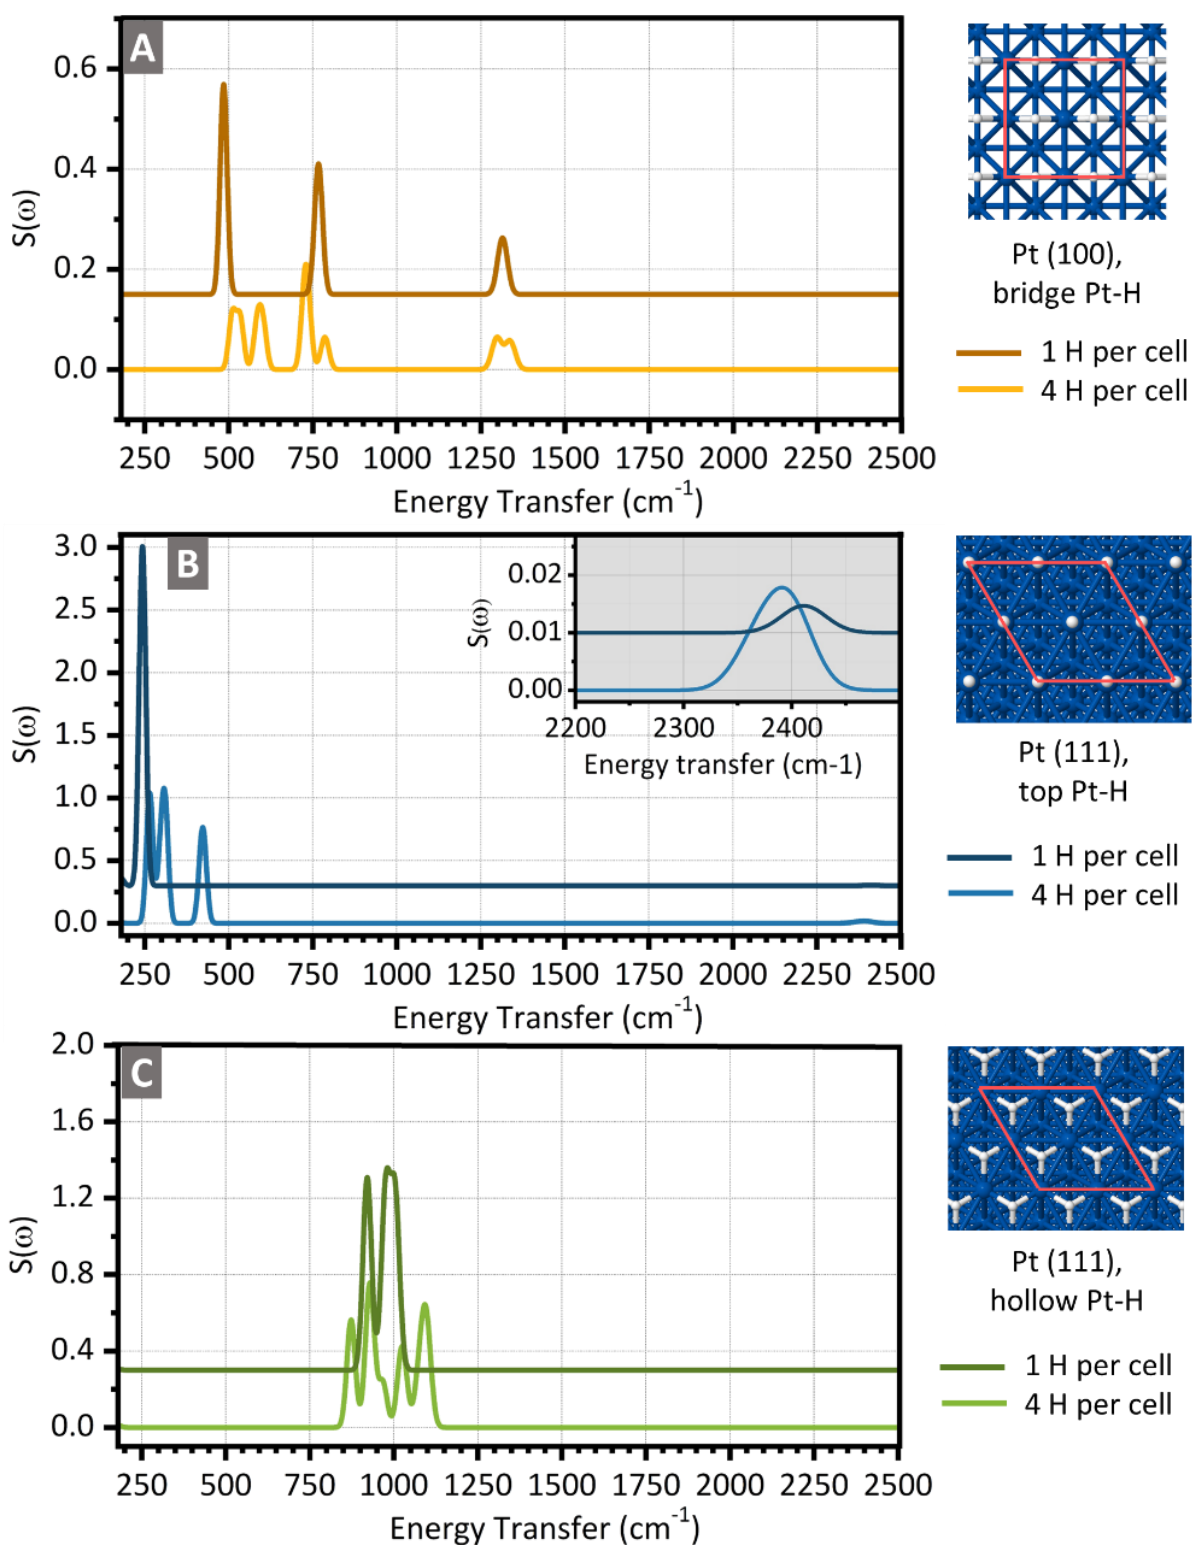 A
0.6
0.4
0.2
0.0
S(ω)
250 500 750 1000 1250 1500 1750 2000 2250 2500
Energy Transfer (cm-1)
Pt (100),
bridge Pt-H
1 H per cell
4 H per cell
B
3.0
2.5
2.0
1.5
1.0
0.5
0.0
S(ω)
0.02
0.01
0.00
S(ω)
2200 2300 2400
Energy transfer (cm-1)
250 500 750 1000 1250 1500 1750 2000 2250 2500
Energy Transfer (cm-1)
Pt (111),
top Pt-H
1 H per cell
4 H per cell
C
2.0
1.6
1.2
0.8
0.4
0.0
S(ω)
250 500 750 1000 1250 1500 1750 2000 2250 2500
Energy Transfer (cm-1)
Pt (111),
hollow Pt-H
1 H per cell
4 H per cell